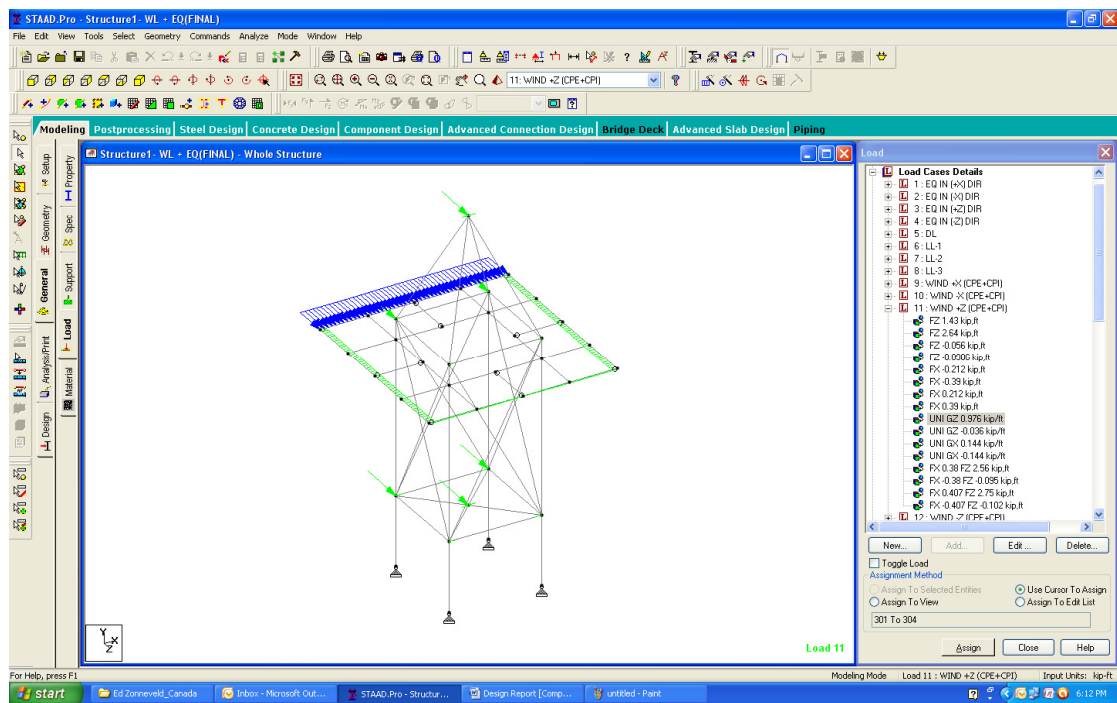 STAAD.Pro - Structure1- WL + EQ(FINAL)
File Edit View Tools Select Geometry Commands Analyze Mode Window Help
11: WIND +Z (CPE+CPI)
Modeling Postprocessing Steel Design Concrete Design Component Design Advanced Connection Design Bridge Deck Advanced Slab Design Piping
Structure1- WL + EQ(FINAL) - Whole Structure
Setup
Geometry
General
Analysis/Print
Design
Property
Spec
Support
Load
Material
Y
X
Z
Load 11
Load
Load Cases Details
1 : EQ IN (+X) DIR
2 : EQ IN (-X) DIR
3 : EQ IN (+Z) DIR
4 : EQ IN (-Z) DIR
5 : DL
6 : LL-1
7 : LL-2
8 : LL-3
9 : WIND +X (CPE+CPI)
10 : WIND -X (CPE+CPI)
11 : WIND +Z (CPE+CPI)
FZ 1.43 kip,ft
FZ 2.64 kip,ft
FZ -0.056 kip,ft
FX -0.212 kip,ft
FX -0.39 kip,ft
FX 0.212 kip,ft
FX 0.39 kip,ft
UNI GZ 0.976 kip/ft
UNI GZ -0.036 kip/ft
UNI GX 0.144 kip/ft
UNI GX -0.144 kip/ft
FX 0.38 FZ 2.56 kip,ft
FX -0.38 FZ -0.095 kip,ft
FX 0.407 FZ 2.75 kip,ft
FX -0.407 FZ -0.102 kip,ft
12 : WIND -Z (CPE+CPI)
New... Add... Edit ... Delete...
Toggle Load
Assignment Method
Assign To Selected Entities Use Cursor To Assign
Assign To View Assign To Edit List
301 To 304
Assign Close Help
For Help, press F1 Modeling Mode Load 11 : WIND +Z (CPE+CPI) Input Units: kip-ft
start Ed Zonneveld_Canada Inbox - Microsoft Out... STAAD.Pro - Structur... Design Report [Comp... untitled - Paint 6:12 PM